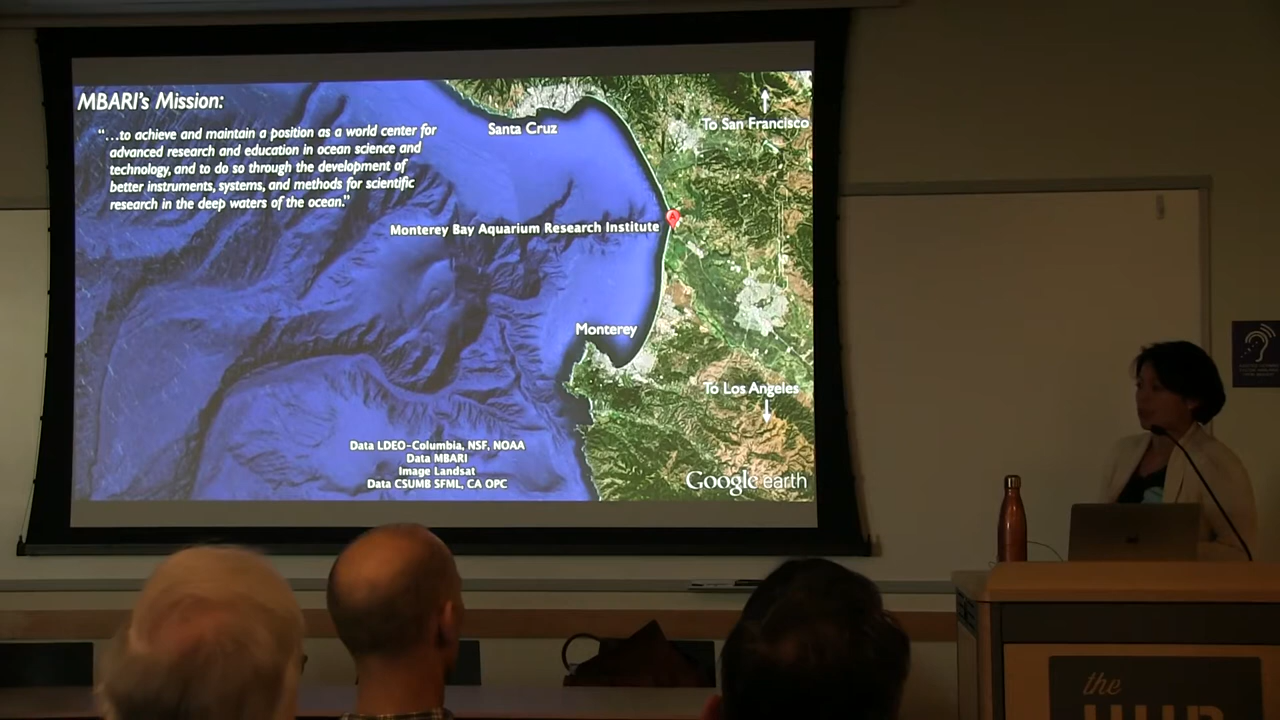 MBARI's Mission:
"...to achieve and maintain a position as a world center for
advanced research and education in ocean science and
technology, and to do so through the development of
better instruments, systems, and methods for scientific
research in the deep waters of the ocean."
Santa Cruz
To San Francisco
Monterey Bay Aquarium Research Institute
A
Monterey
To Los Angeles
Data LDEO-Columbia, NSF, NOAA
Data MBARI
Image Landsat
Data CSUMB SFML, CA OPC
Google earth
the
HUB